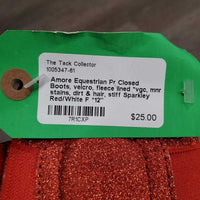 The Tack Collector
1005347-61
Amore Equestrian Pr Closed
Boots, velcro, fleece lined *vgc, mnr
stains, dirt & hair, stiff Sparkley
Red/White F "12"
7R1CXP
$25.00